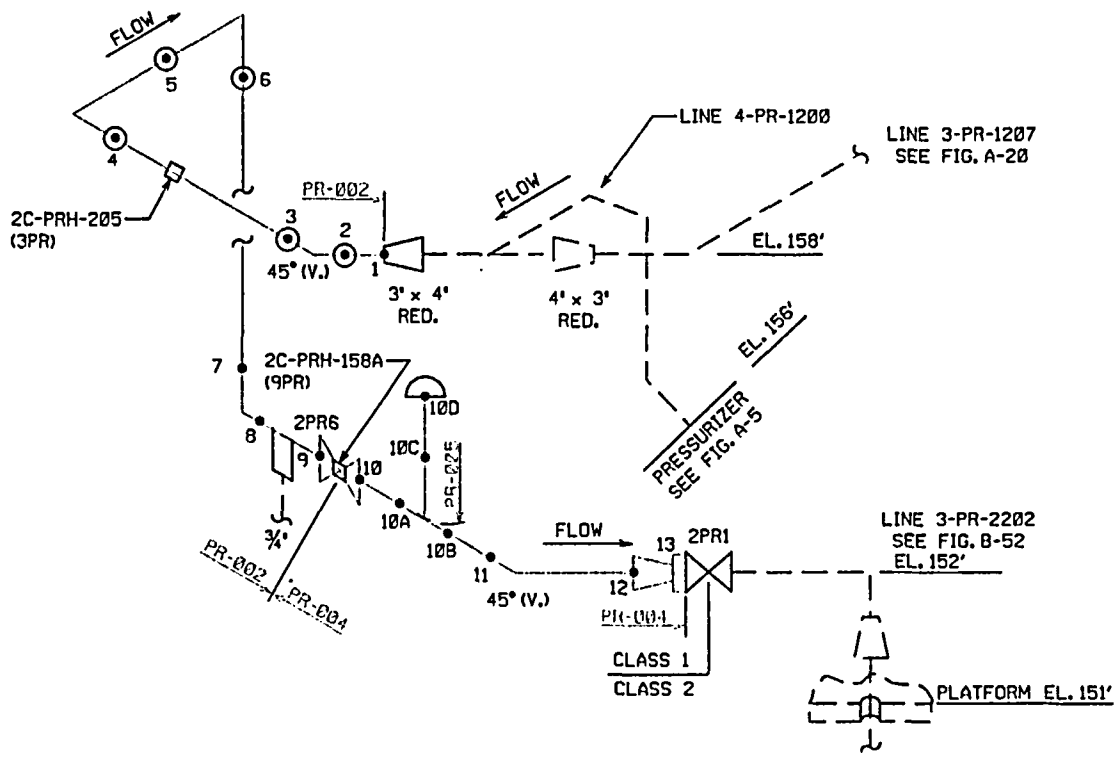 FLOW
5
6
4
2C-PRH-205
(3PR)
3
2
45° (V.)
PR-002
1
3" x 4"
RED.
FLOW
4" x 3"
RED.
LINE 4-PR-1200
LINE 3-PR-1207
SEE FIG. A-20
EL. 158'
EL. 156'
PRESSURIZER
SEE FIG. A-5
7
2C-PRH-158A
(9PR)
8
2PR6
9
10
3/4"
10D
10C
10A
10B
11
45° (V.)
PR-002
PR-004
FLOW
12
13
2PR1
PR-004
CLASS 1
CLASS 2
LINE 3-PR-2202
SEE FIG. B-52
EL. 152'
PLATFORM EL. 151'